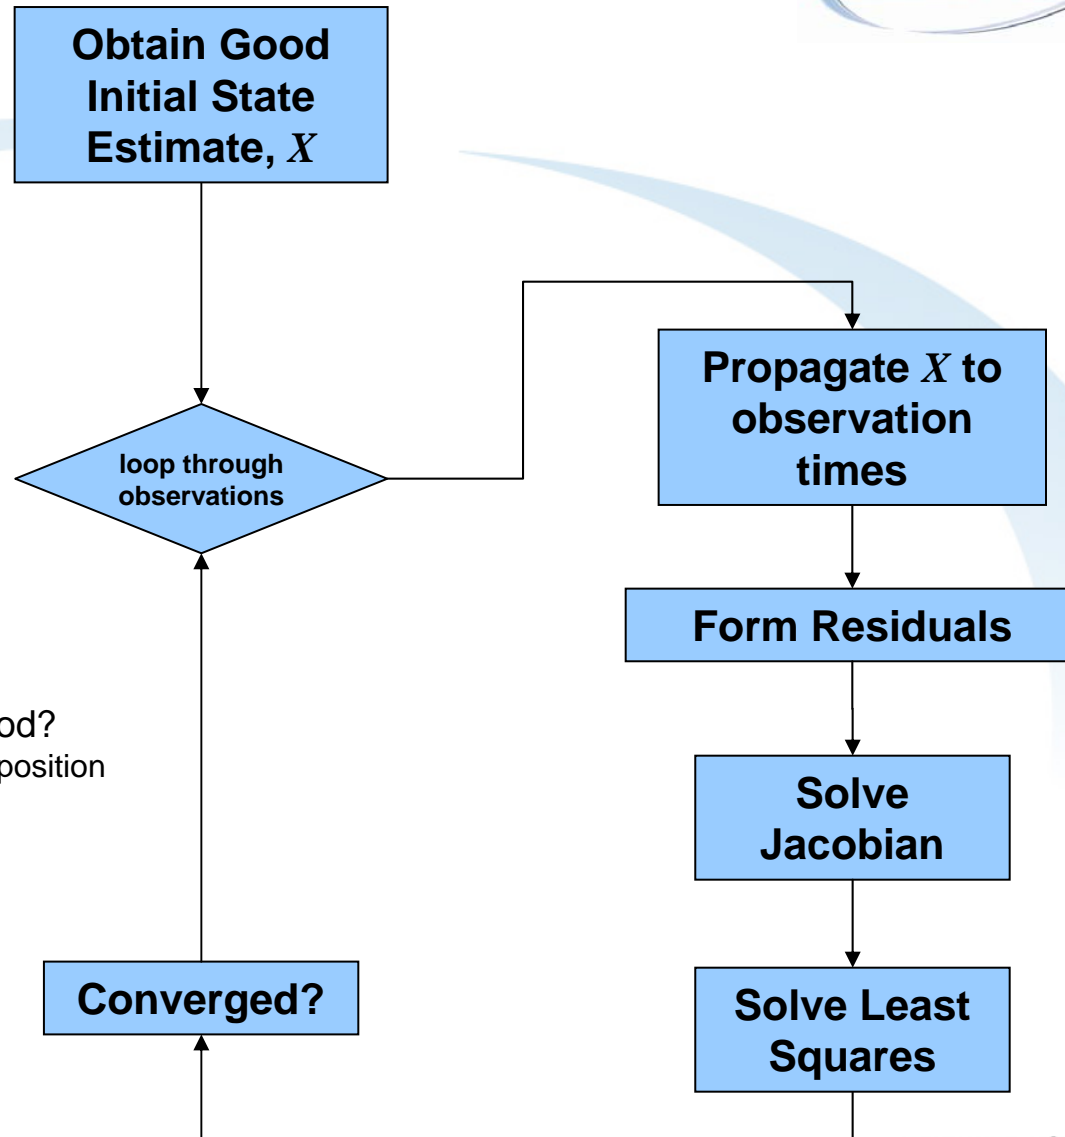 Obtain Good
Initial State
Estimate, X
loop through
observations
Propagate X to
observation
times
Form Residuals
Solve
Jacobian
Solve Least
Squares
Converged?
od?
position